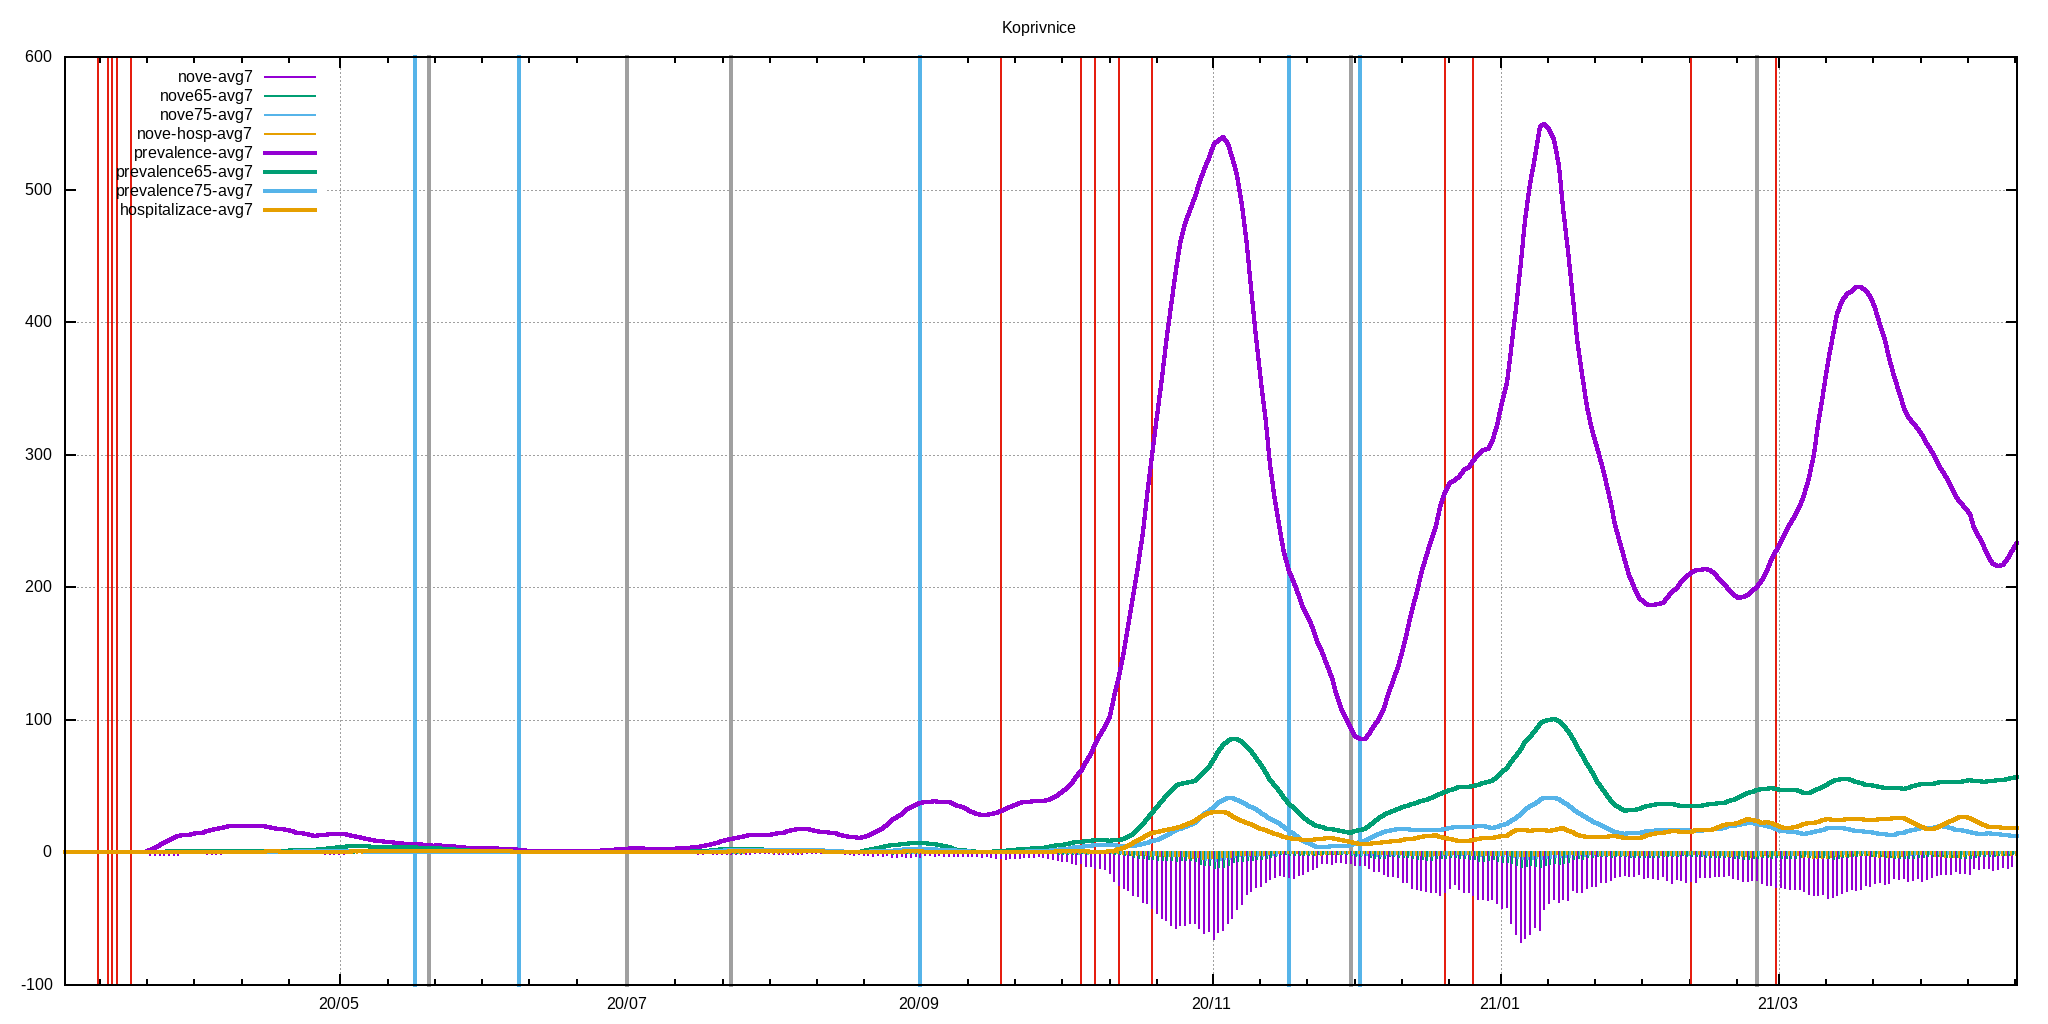 Koprivnice
600
500
400
300
200
100
0
-100
nove-avg7
nove65-avg7
nove75-avg7
nove-hosp-avg7
prevalence-avg7
prevalence65-avg7
prevalence75-avg7
hospitalizace-avg7
20/05 20/07 20/09 20/11 21/01 21/03